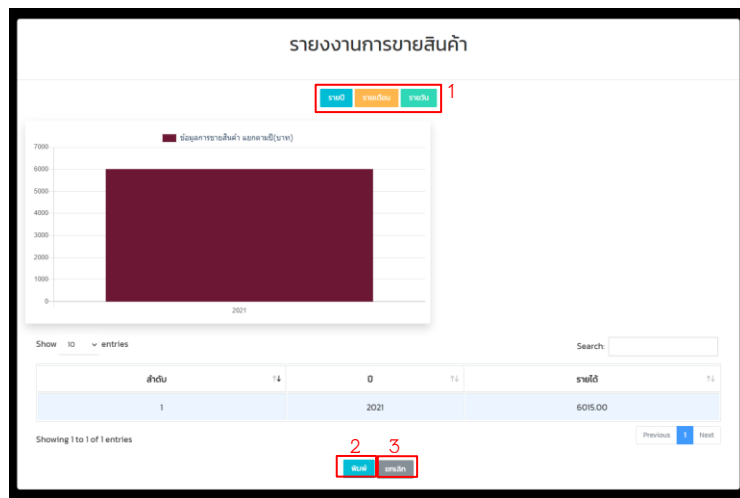 รายงงานการขายสินค้า
รายปี รายเดือน รายวัน 1
ข้อมูลการขายสินค้า แยกตามปี(บาท)
7000
6000
5000
4000
3000
2000
1000
0
2021
Show 10 entries Search:
ลำดับ ปี รายได้
1 2021 6015.00
Showing 1 to 1 of 1 entries Previous 1 Next
2 3
พิมพ์ ยกเลิก